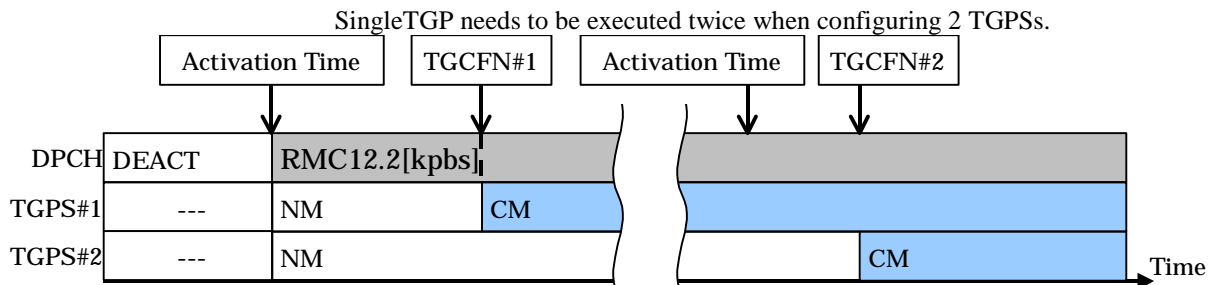 SingleTGP needs to be executed twice when configuring 2 TGPSs.
Activation Time
TGCFN#1
Activation Time
TGCFN#2
DPCH
DEACT
RMC12.2[kpbs]
TGPS#1
---
NM
CM
TGPS#2
---
NM
CM
Time